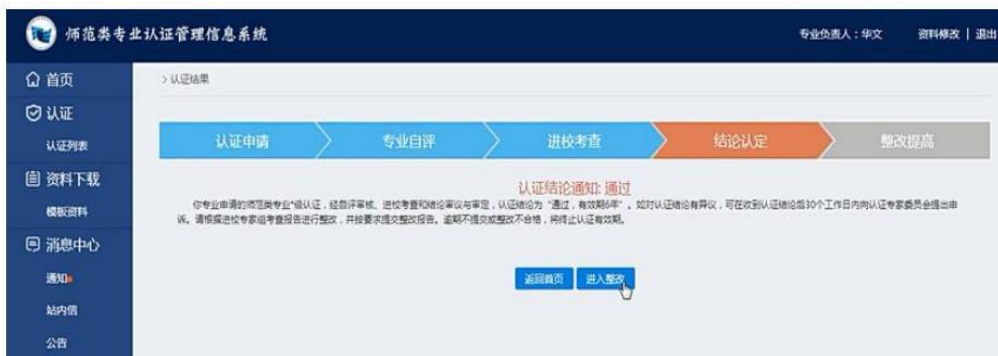 师范类专业认证管理信息系统
专业负责人：华文 资料修改 | 退出
首页
> 认证结果
认证
认证列表
认证申请 专业自评 进校考查 结论认定 整改提高
资料下载
模板资料
认证结论通知: 通过
你专业申请的师范类专业*级认证，经自评审核、进校考查和结论审议与审定，认证结论为“通过，有效期6年”。如对认证结论有异议，可在收到认证结论后30个工作日内向认证专家委员会提出申
诉。请根据进校专家组考查报告进行整改，并按要求提交整改报告。逾期不提交或整改不合格，将终止认证有效期。
消息中心
通知
返回首页 进入整改
站内信
公告